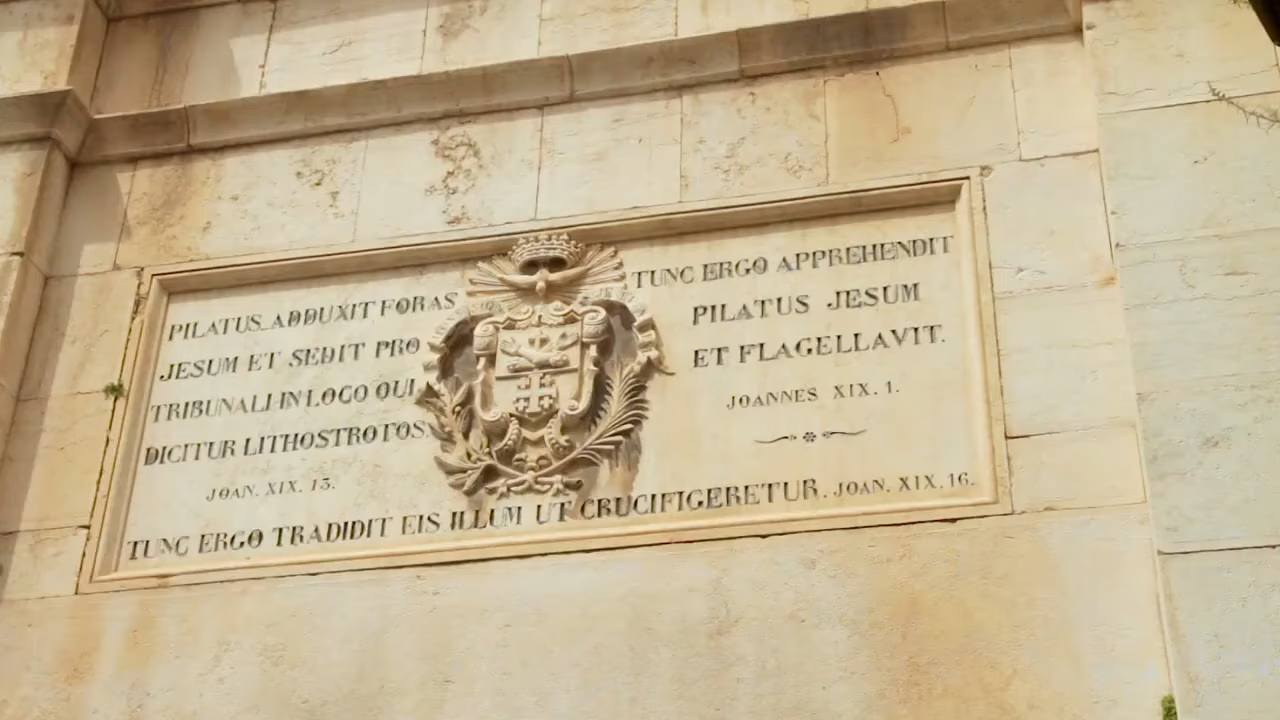 PILATUS ADDUXIT FORAS
JESUM ET SEDIT PRO
TRIBUNALI IN LOCO QUI
DICITUR LITHOSTROTOS.
JOAN. XIX. 13.
TUNC ERGO APPREHENDIT
PILATUS JESUM
ET FLAGELLAVIT.
JOANNES XIX. 1.
TUNC ERGO TRADIDIT EIS ILLUM UT CRUCIFIGERETUR. JOAN. XIX. 16.